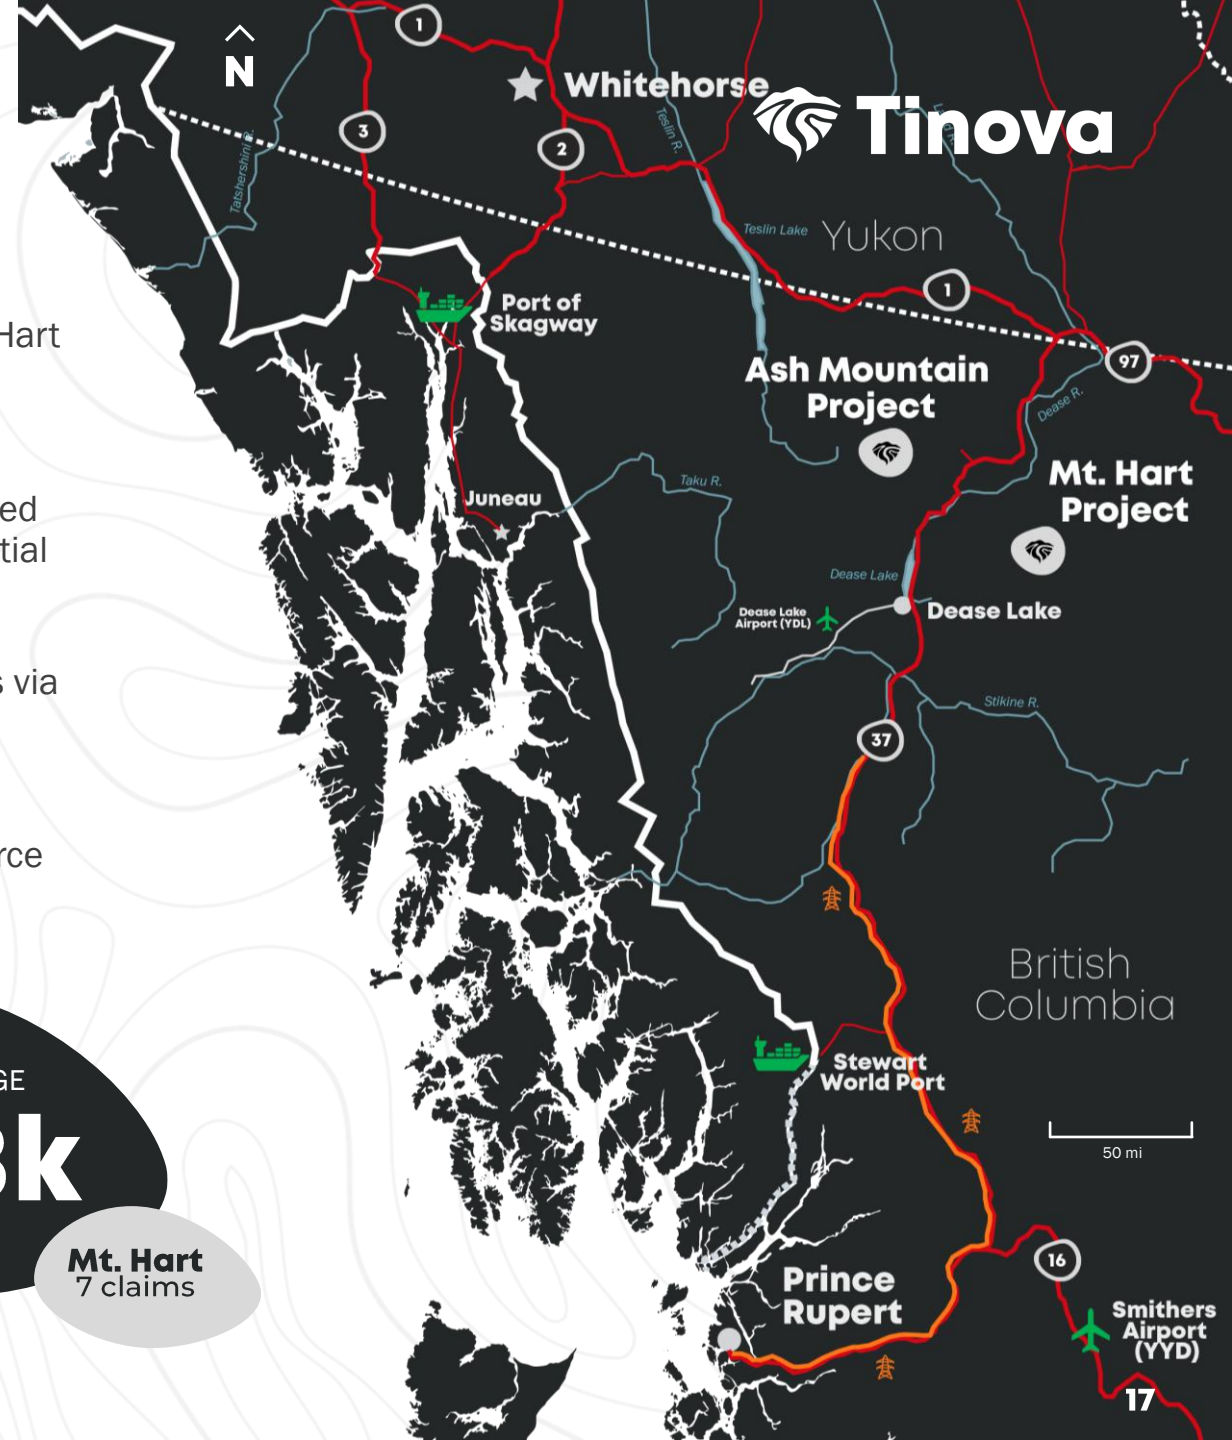 1
N
Whitehorse
Tinova
3
2
Teslin R.
Tatshershini R.
Teslin Lake
Yukon
1
Port of
Skagway
Hart
97
Ash Mountain
Project
Dease R.
Mt. Hart
Project
Taku R.
Juneau
ed
tial
Dease Lake
Dease Lake
Airport (YDL)
Dease Lake
s via
Stikine R.
37
rce
British
Columbia
Stewart
World Port
GE
3k
50 mi
Mt. Hart
7 claims
16
Prince
Rupert
Smithers
Airport
(YYD)
17